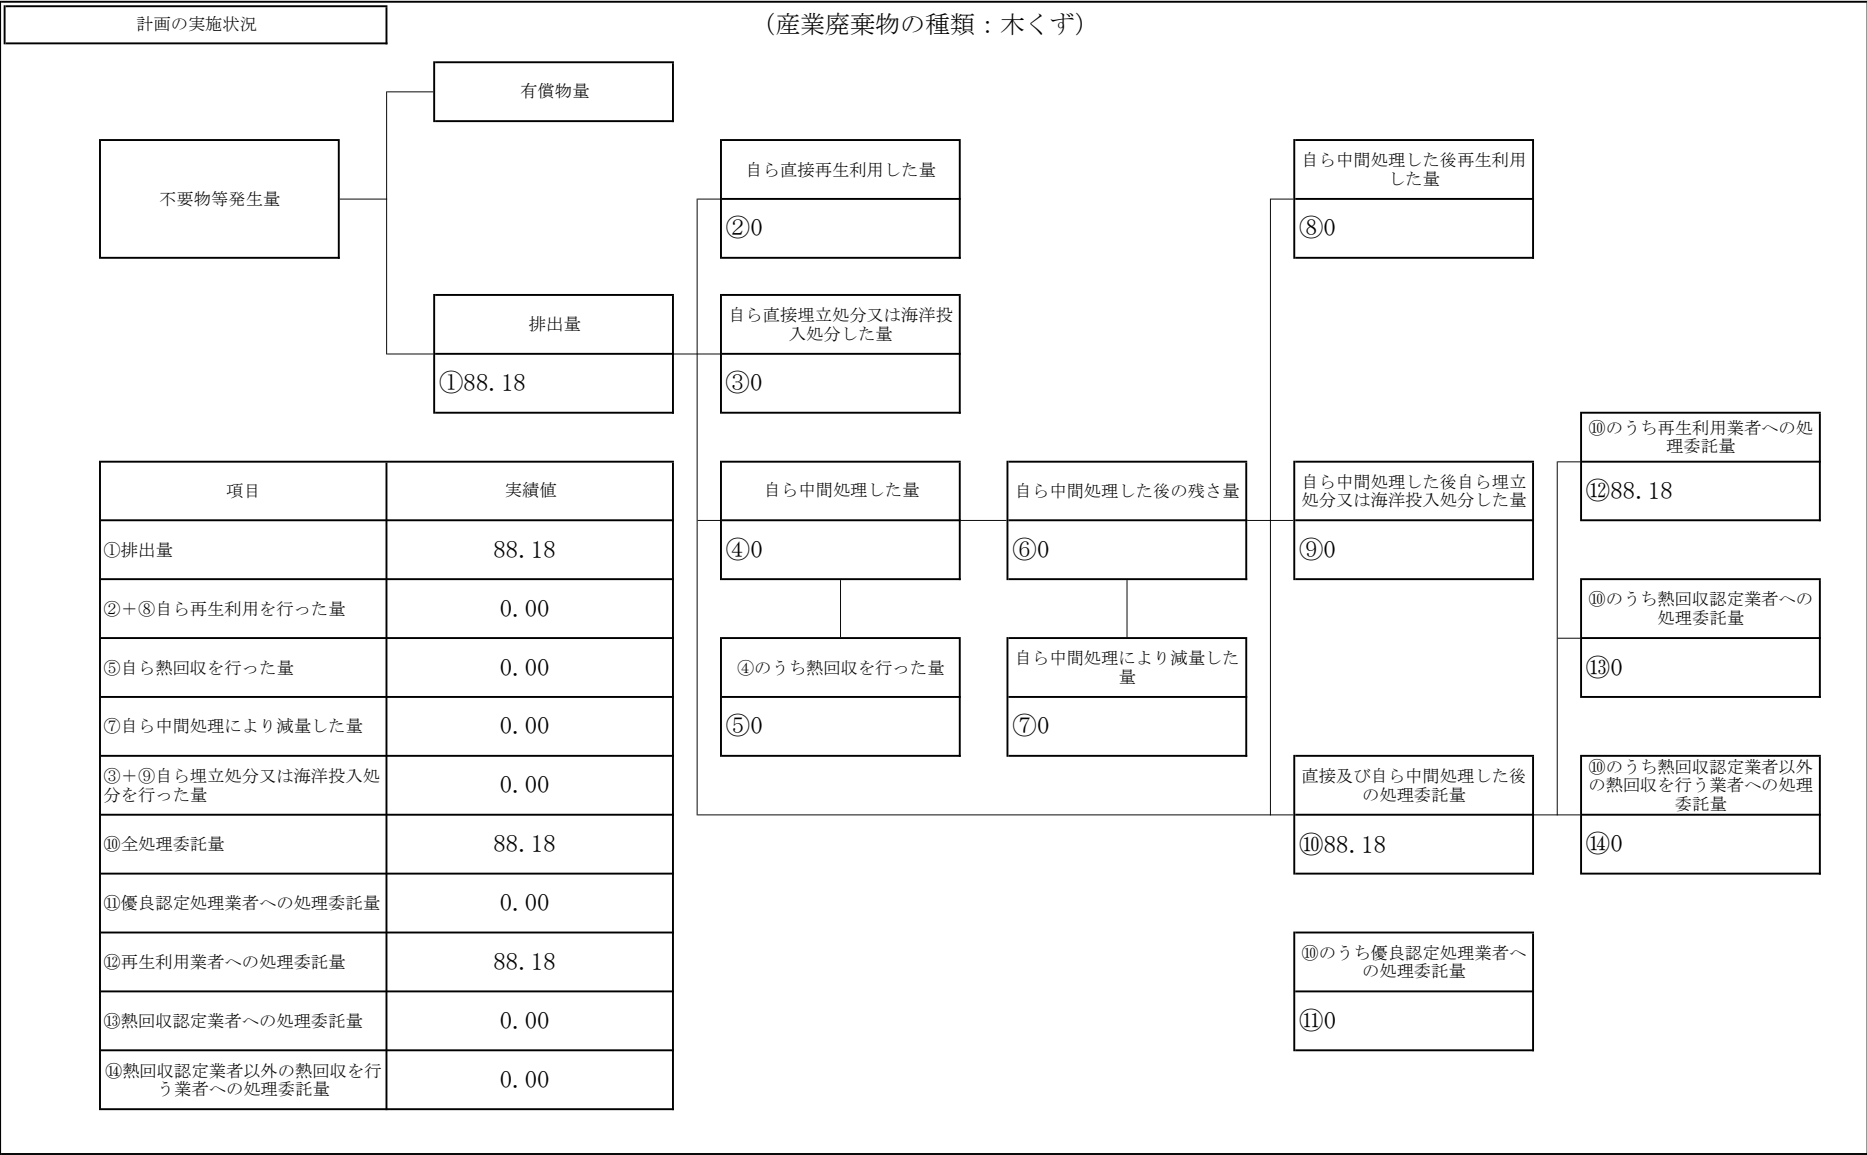 計画の実施状況
（産業廃棄物の種類：木くず）
有償物量
不要物等発生量
自ら直接再生利用した量
②0
自ら中間処理した後再生利用
した量
⑧0
排出量
①88.18
自ら直接埋立処分又は海洋投
入処分した量
③0
⑩のうち再生利用業者への処
理委託量
⑫88.18
自ら中間処理した量
④0
自ら中間処理した後の残さ量
⑥0
自ら中間処理した後自ら埋立
処分又は海洋投入処分した量
⑨0
⑩のうち熱回収認定業者への
処理委託量
⑬0
④のうち熱回収を行った量
⑤0
自ら中間処理により減量した
量
⑦0
直接及び自ら中間処理した後
の処理委託量
⑩88.18
⑩のうち熱回収認定業者以外
の熱回収を行う業者への処理
委託量
⑭0
⑩のうち優良認定処理業者へ
の処理委託量
⑪0
項目 実績値
①排出量 88.18
②＋⑧自ら再生利用を行った量 0.00
⑤自ら熱回収を行った量 0.00
⑦自ら中間処理により減量した量 0.00
③＋⑨自ら埋立処分又は海洋投入処
分を行った量 0.00
⑩全処理委託量 88.18
⑪優良認定処理業者への処理委託量 0.00
⑫再生利用業者への処理委託量 88.18
⑬熱回収認定業者への処理委託量 0.00
⑭熱回収認定業者以外の熱回収を行
う業者への処理委託量 0.00